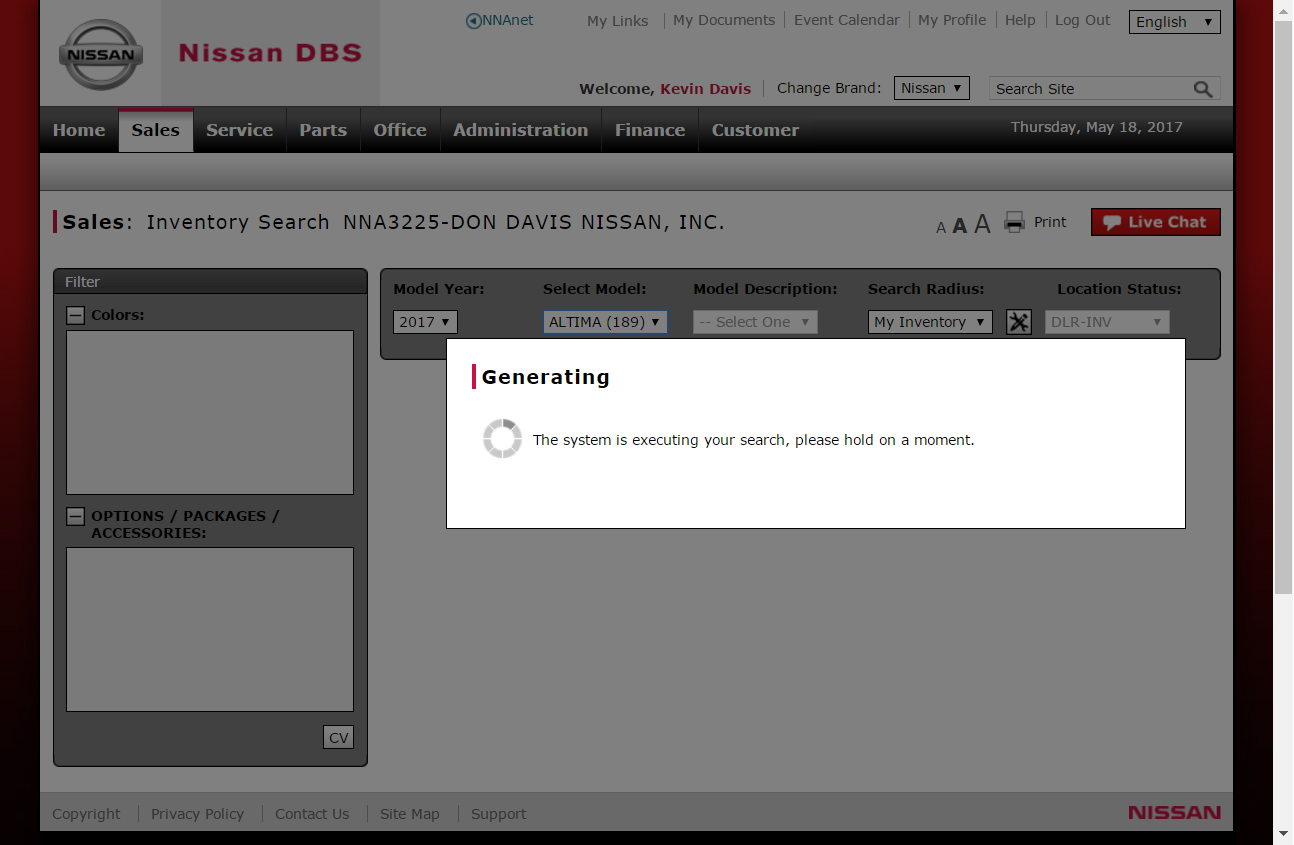 NNAnet
My Links
My Documents
Event Calendar
My Profile
Help
Log Out
English
NISSAN
Nissan DBS
Welcome, Kevin Davis
Change Brand:
Nissan
Search Site
Home
Sales
Service
Parts
Office
Administration
Finance
Customer
Thursday, May 18, 2017
Sales: Inventory Search NNA3225-DON DAVIS NISSAN, INC.
A A A
Print
Live Chat
Filter
Colors:
OPTIONS / PACKAGES /
ACCESSORIES:
CV
Model Year:
Select Model:
Model Description:
Search Radius:
Location Status:
2017
ALTIMA (189)
-- Select One
My Inventory
DLR-INV
Generating
The system is executing your search, please hold on a moment.
Copyright
Privacy Policy
Contact Us
Site Map
Support
NISSAN